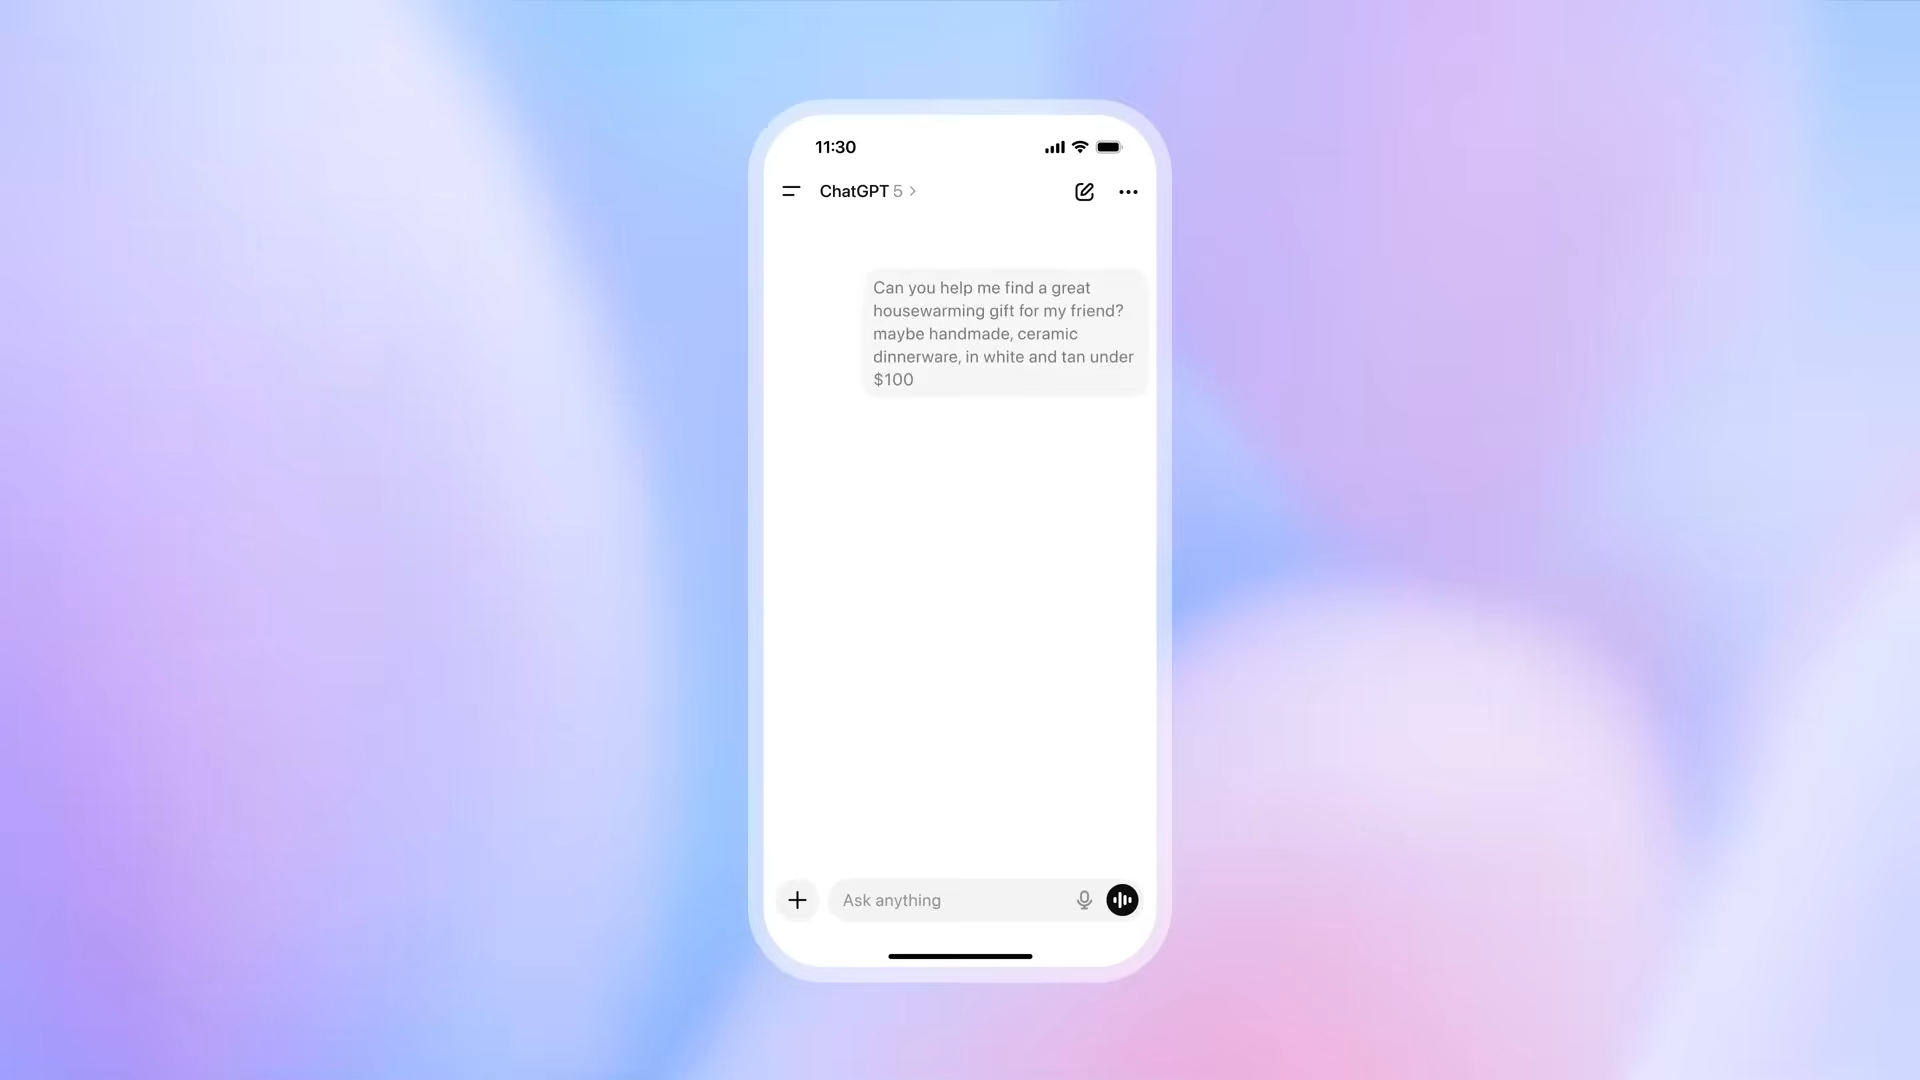 11:30
ChatGPT 5
Can you help me find a great
housewarming gift for my friend?
maybe handmade, ceramic
dinnerware, in white and tan under
$100
Ask anything